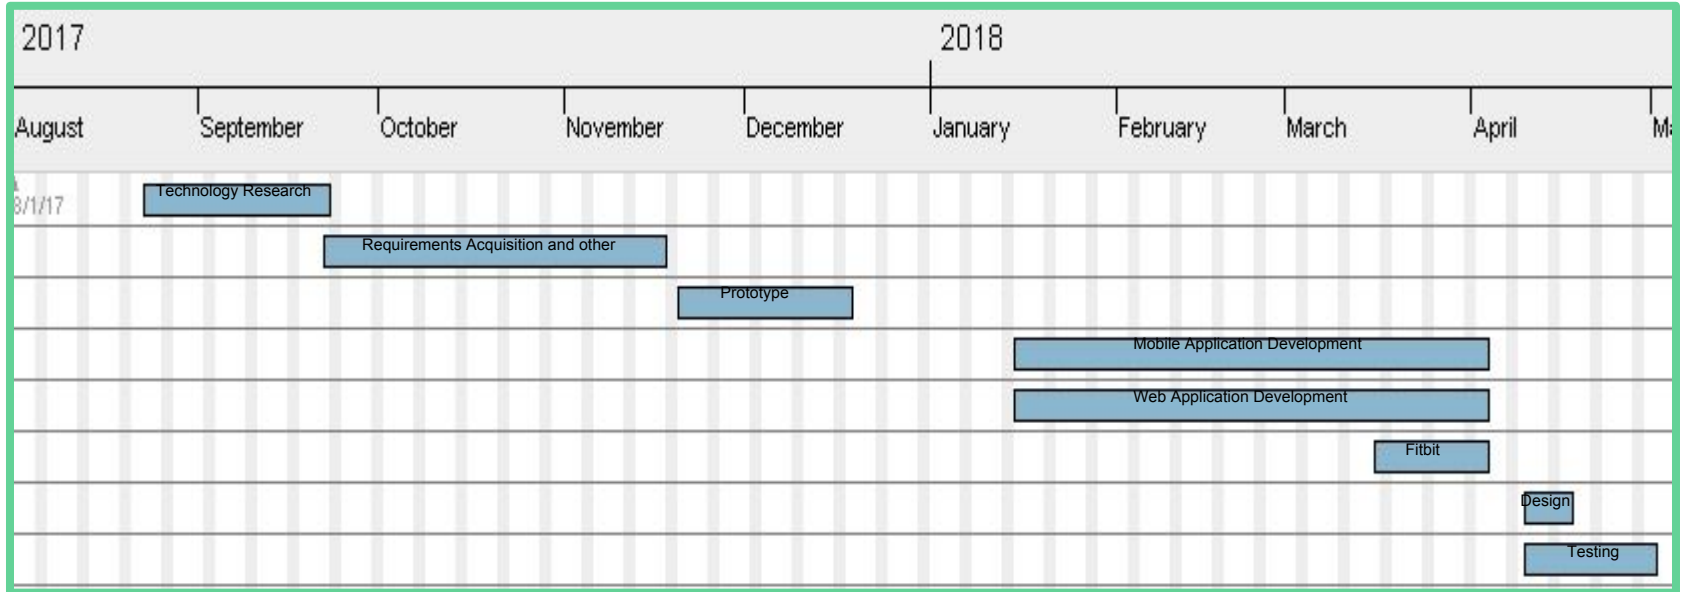 2017 2018
August September October November December January February March April
Technology Research
8/1/17
Requirements Acquisition and other
Prototype
Mobile Application Development
Web Application Development
Fitbit
Design
Testing